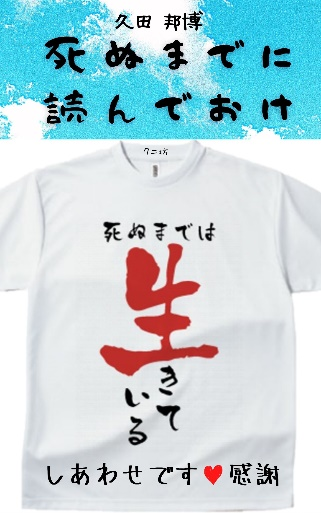 久田 邦博
死ぬまでに
読んでおけ
死ぬまでは
生
きて
いる
しあわせです♥感謝